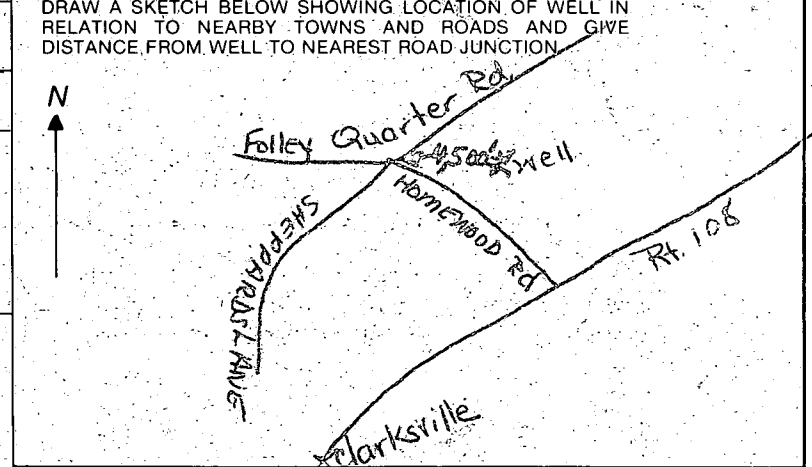 DRAW A SKETCH BELOW SHOWING LOCATION OF WELL IN
RELATION TO NEARBY TOWNS AND ROADS AND GIVE
DISTANCE FROM WELL TO NEAREST ROAD JUNCTION
N
Folley Quarter Rd.
well
HOMEWOOD Rd
SHEPPARDS LANE
Rt. 108
Clarksville